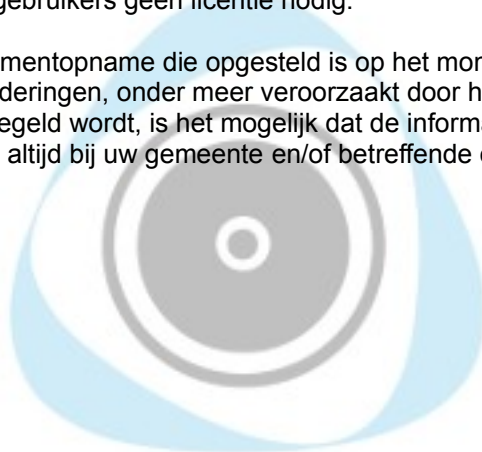 gebruikers geen licentie nodig.
mentopname die opgesteld is op het mor
deringen, onder meer veroorzaakt door h
egeld wordt, is het mogelijk dat de informa
altijd bij uw gemeente en/of betreffende